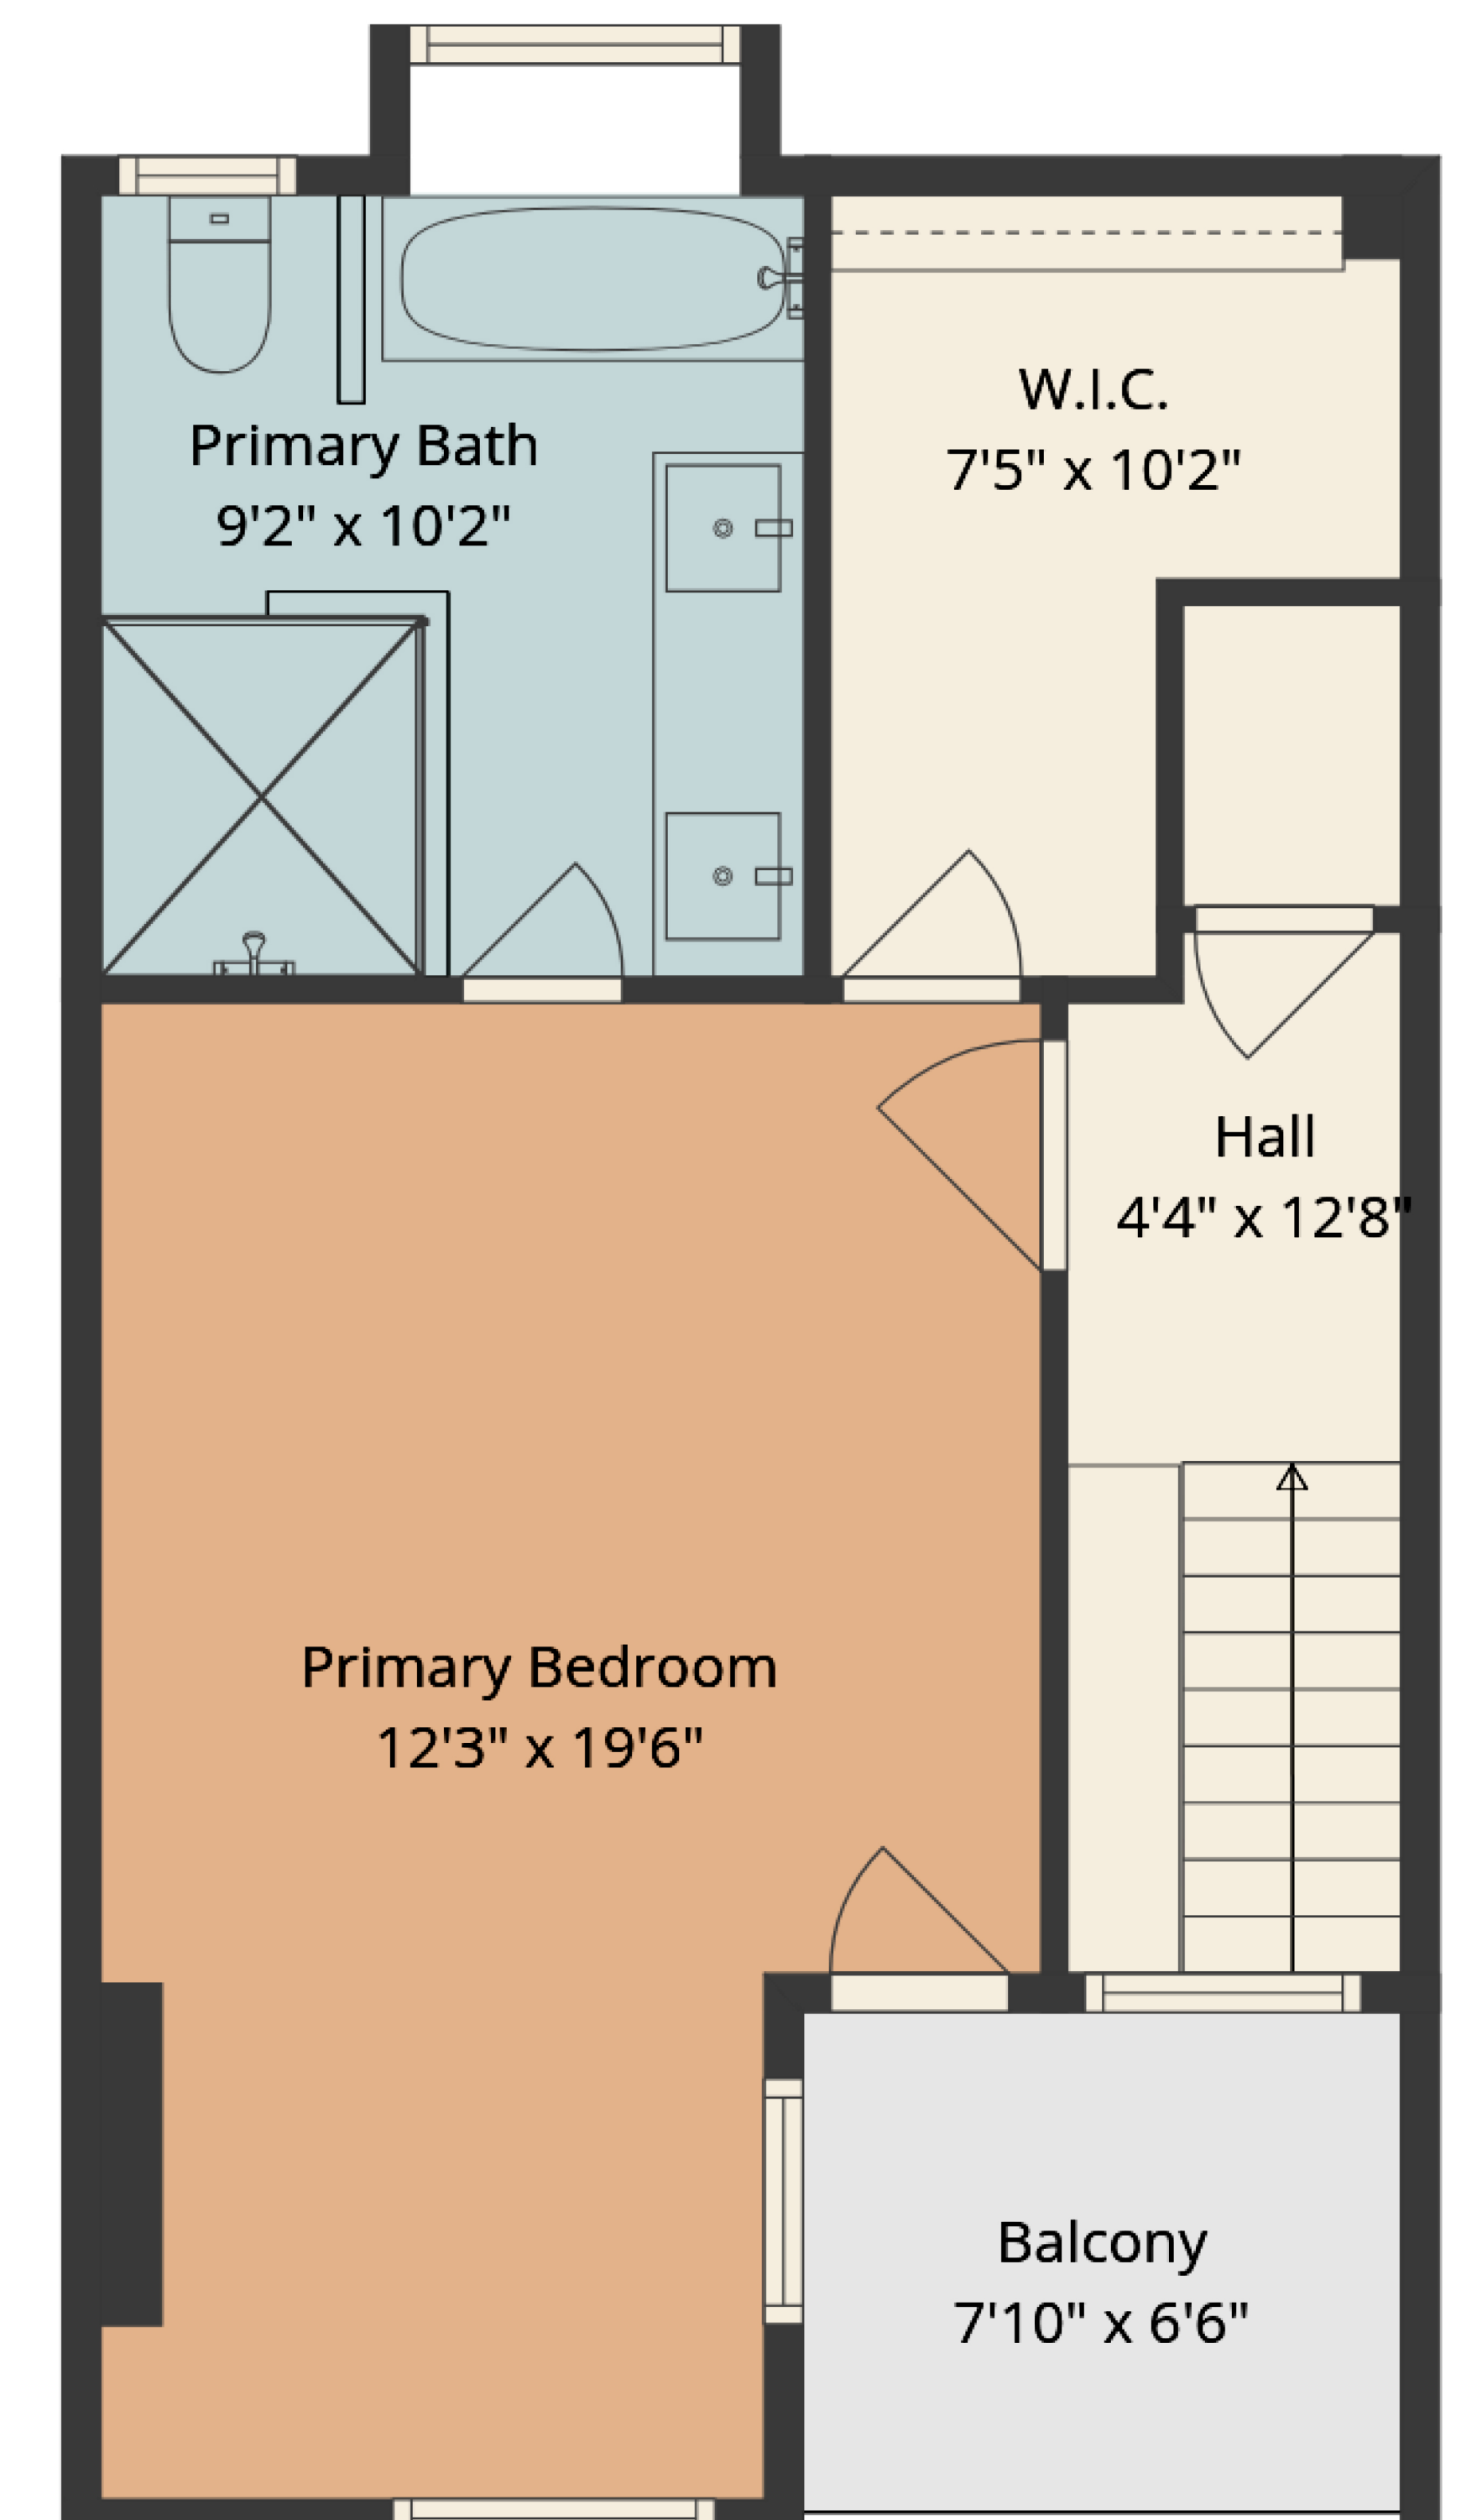 W.I.C.
7'5" x 10'2"
Primary Bath
9'2" x 10'2"
Hall
4'4" x 12'8"
Primary Bedroom
12'3" x 19'6"
Balcony
7'10" x 6'6"